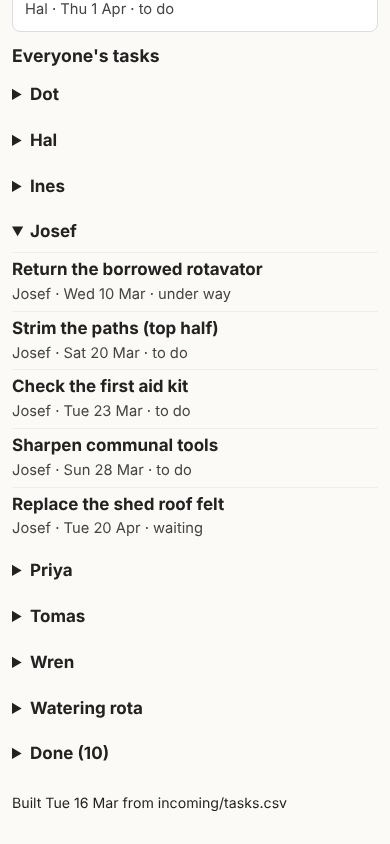 Hal · Thu 1 Apr · to do
Everyone's tasks
Dot
Hal
Ines
Josef
Return the borrowed rotavator
Josef · Wed 10 Mar · under way
Strim the paths (top half)
Josef · Sat 20 Mar · to do
Check the first aid kit
Josef · Tue 23 Mar · to do
Sharpen communal tools
Josef · Sun 28 Mar · to do
Replace the shed roof felt
Josef · Tue 20 Apr · waiting
Priya
Tomas
Wren
Watering rota
Done (10)
Built Tue 16 Mar from incoming/tasks.csv